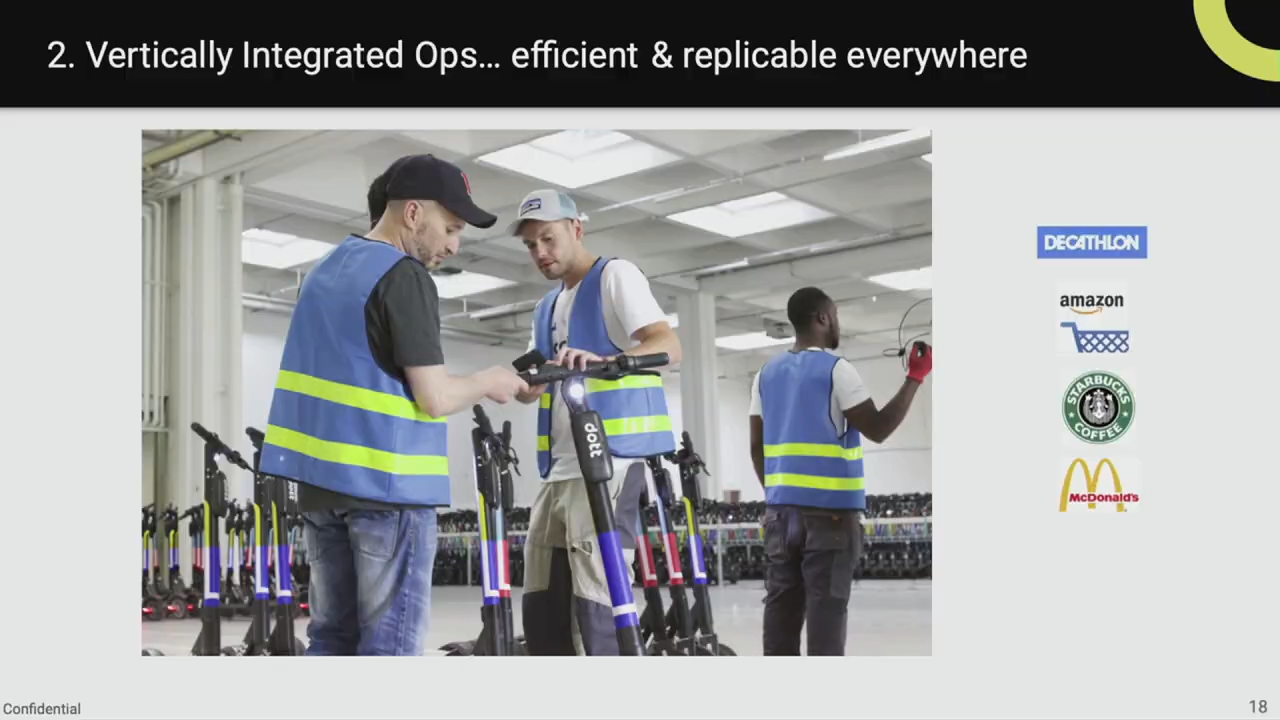 2. Vertically Integrated Ops... efficient & replicable everywhere
dott
DECATHLON
amazon
STARBUCKS
COFFEE
McDonald's
Confidential
18